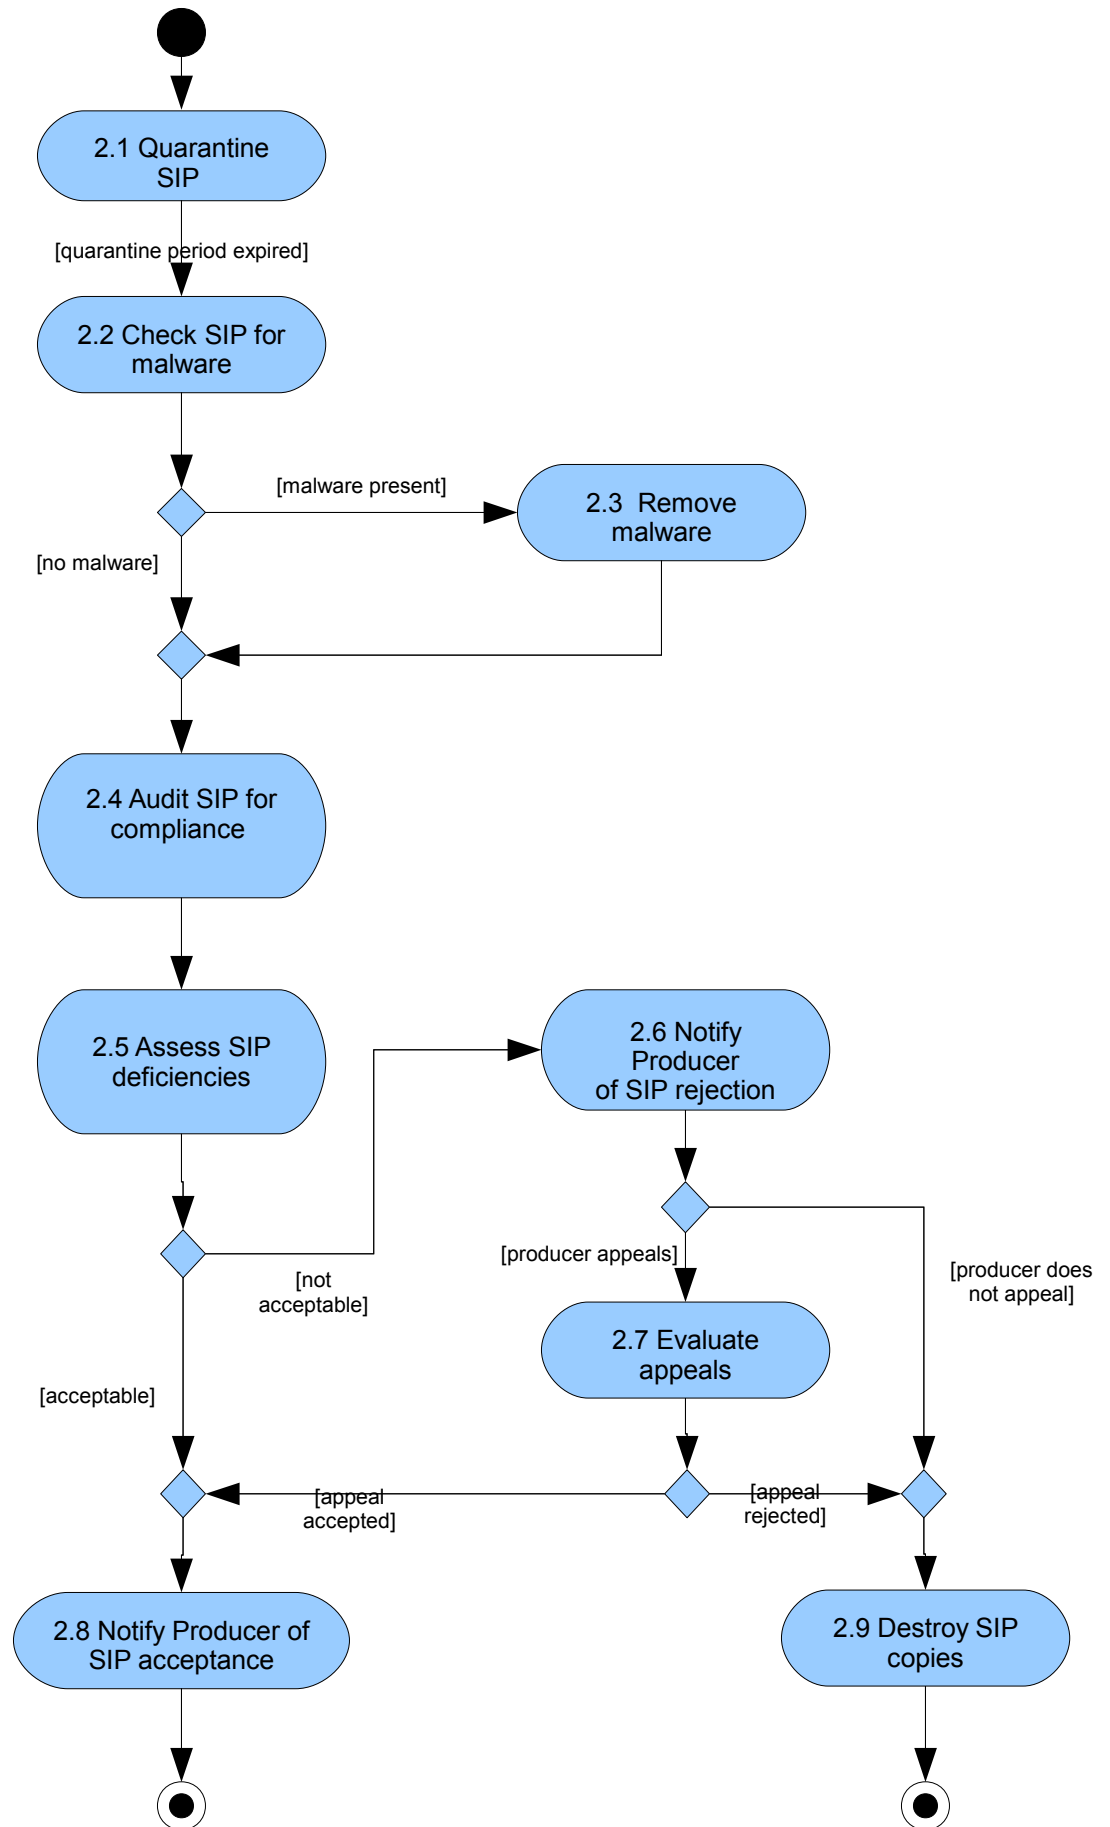 2.1 Quarantine
SIP
[quarantine period expired]
2.2 Check SIP for
malware
[malware present]
2.3  Remove
malware
[no malware]
2.4 Audit SIP for
compliance
2.5 Assess SIP
deficiencies
2.6 Notify
Producer
of SIP rejection
[not
acceptable]
[producer appeals]
[producer does
not appeal]
2.7 Evaluate
appeals
[acceptable]
[appeal
accepted]
[appeal
rejected]
2.8 Notify Producer of
SIP acceptance
2.9 Destroy SIP
copies